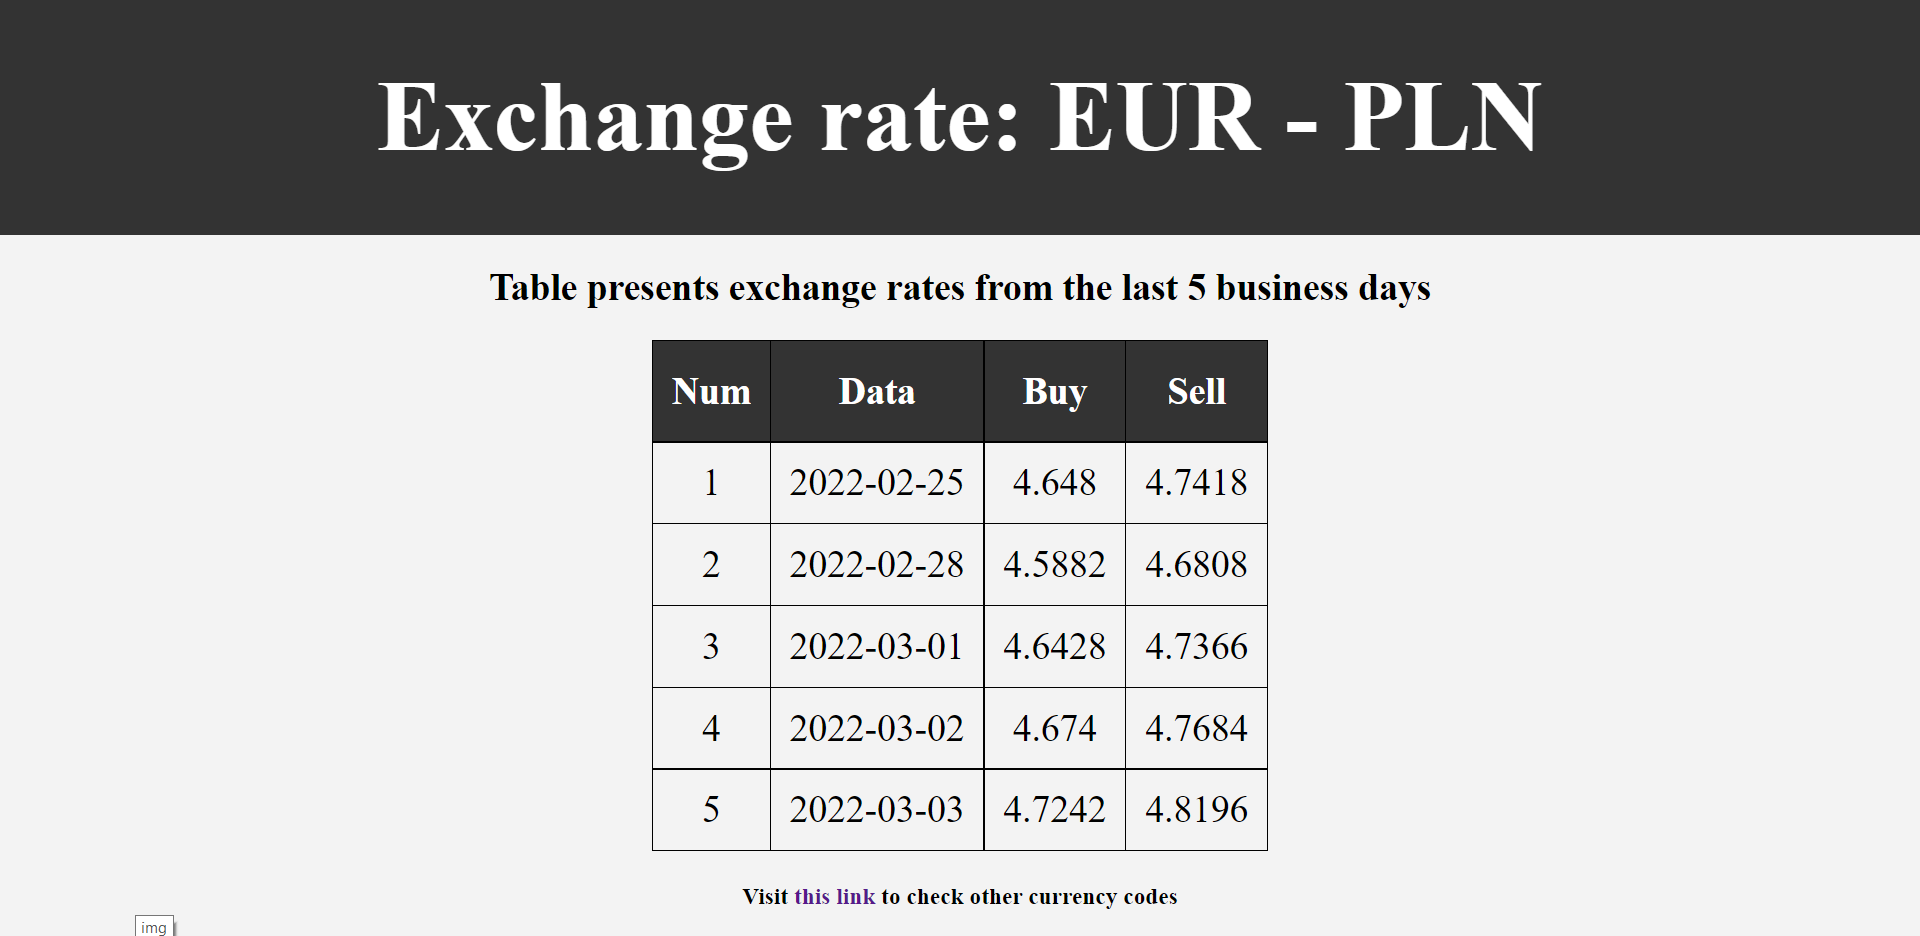 Exchange rate: EUR - PLN
Table presents exchange rates from the last 5 business days
Num Data Buy Sell
1 2022-02-25 4.648 4.7418
2 2022-02-28 4.5882 4.6808
3 2022-03-01 4.6428 4.7366
4 2022-03-02 4.674 4.7684
5 2022-03-03 4.7242 4.8196
Visit this link to check other currency codes
img